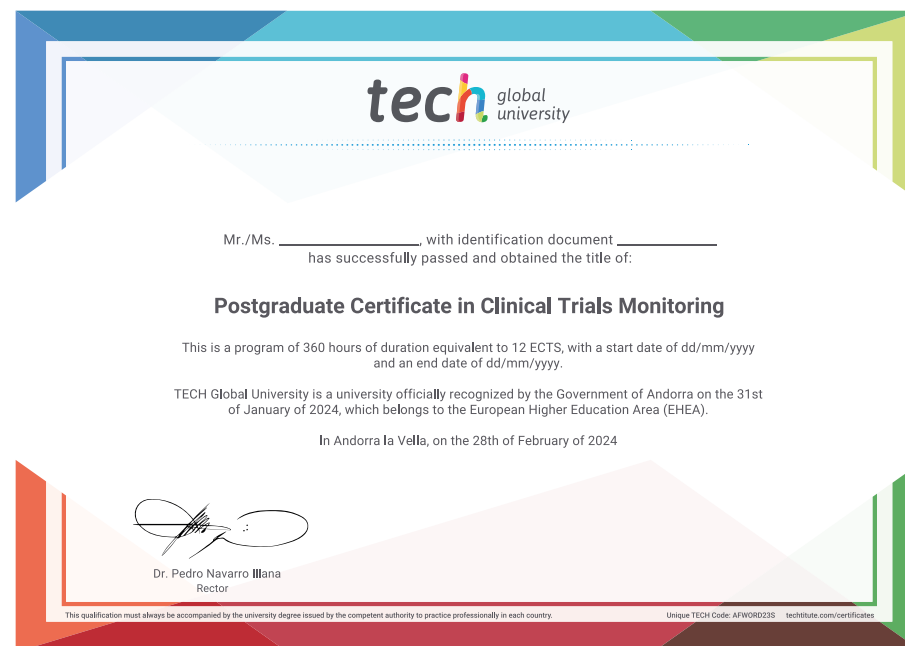 tech global university
Mr./Ms. ____________________, with identification document ______________
has successfully passed and obtained the title of:
Postgraduate Certificate in Clinical Trials Monitoring
This is a program of 360 hours of duration equivalent to 12 ECTS, with a start date of dd/mm/yyyy
and an end date of dd/mm/yyyy.
TECH Global University is a university officially recognized by the Government of Andorra on the 31st
of January of 2024, which belongs to the European Higher Education Area (EHEA).
In Andorra la Vella, on the 28th of February of 2024
Dr. Pedro Navarro Illana
Rector
This qualification must always be accompanied by the university degree issued by the competent authority to practice professionally in each country. Unique TECH Code: AFWORD23S techtitute.com/certificates